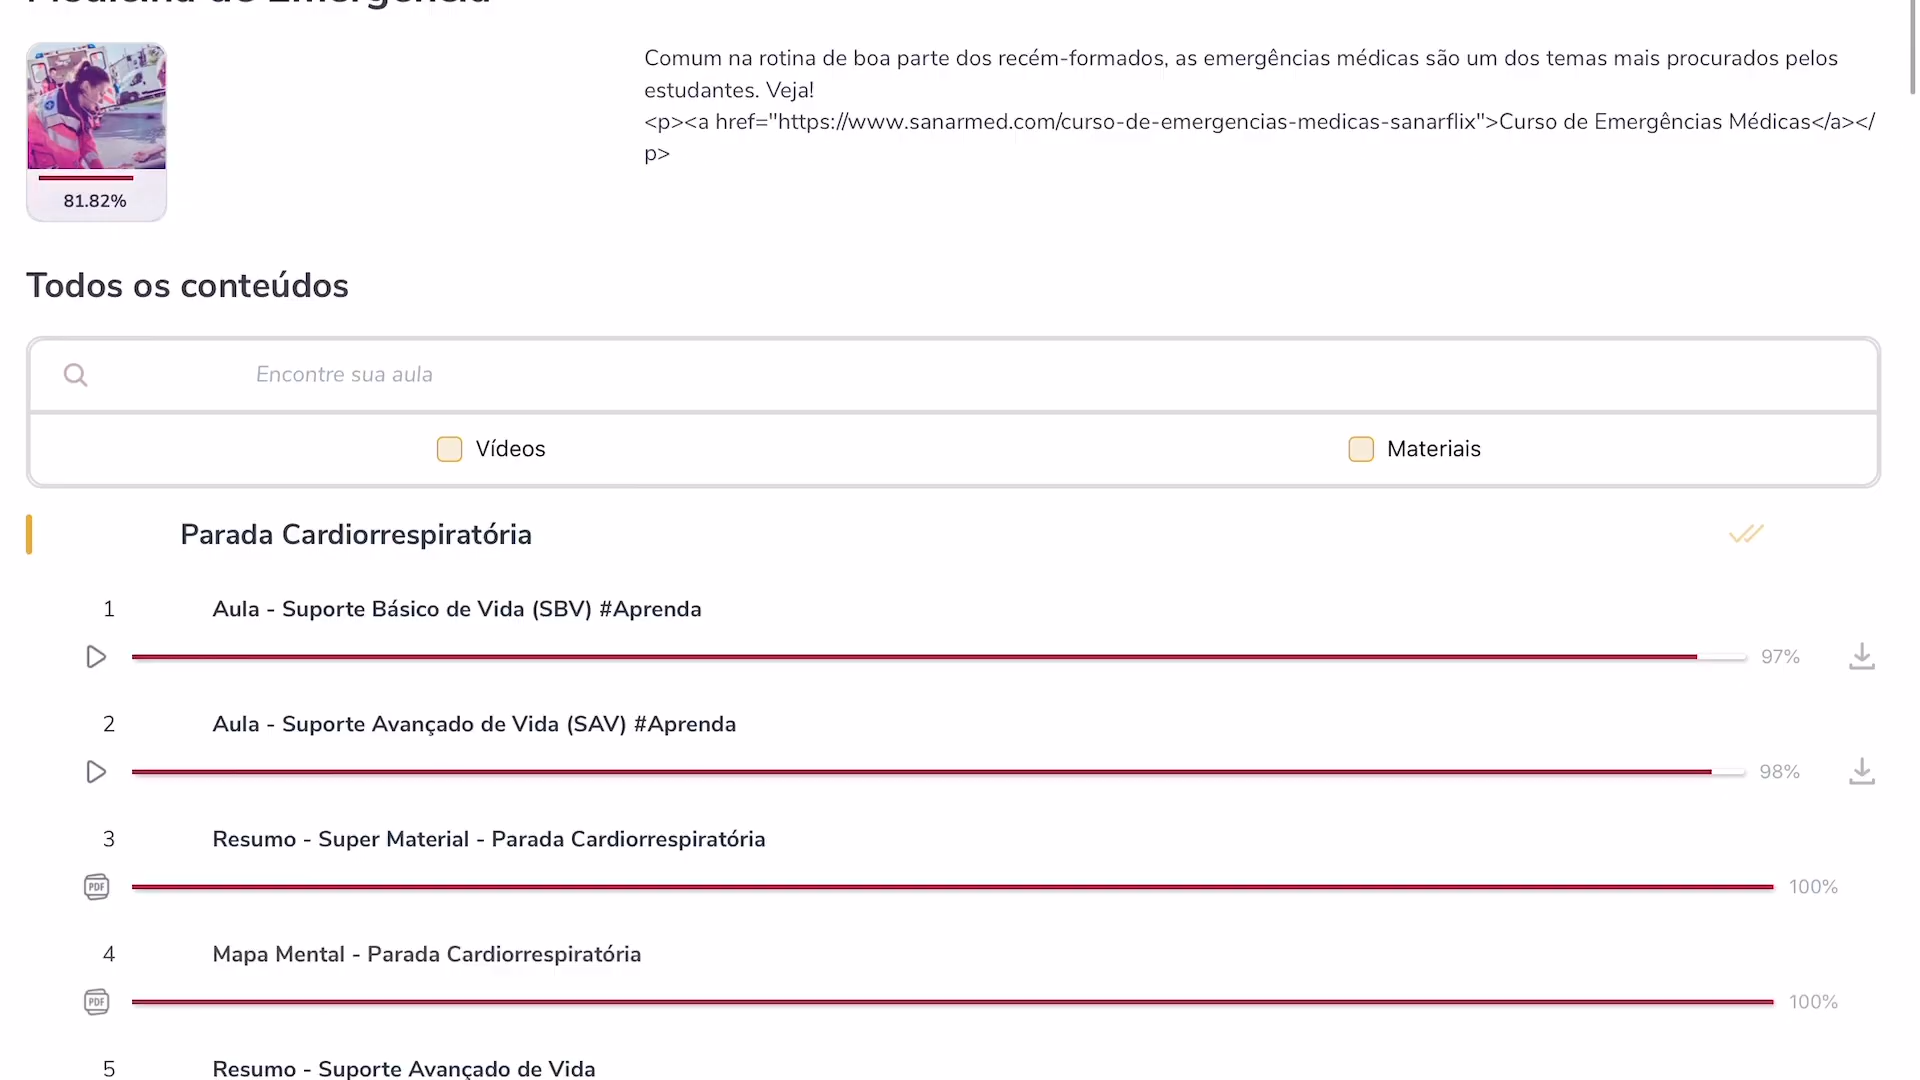 Medicina de Emergência
Comum na rotina de boa parte dos recém-formados, as emergências médicas são um dos temas mais procurados pelos
estudantes. Veja!
<p><a href="https://www.sanarmed.com/curso-de-emergencias-medicas-sanarflix">Curso de Emergências Médicas</a></
p>
81.82%
Todos os conteúdos
Encontre sua aula
Vídeos
Materiais
Parada Cardiorrespiratória
1
Aula - Suporte Básico de Vida (SBV) #Aprenda
97%
2
Aula - Suporte Avançado de Vida (SAV) #Aprenda
98%
3
Resumo - Super Material - Parada Cardiorrespiratória
PDF
100%
4
Mapa Mental - Parada Cardiorrespiratória
PDF
100%
5
Resumo - Suporte Avançado de Vida